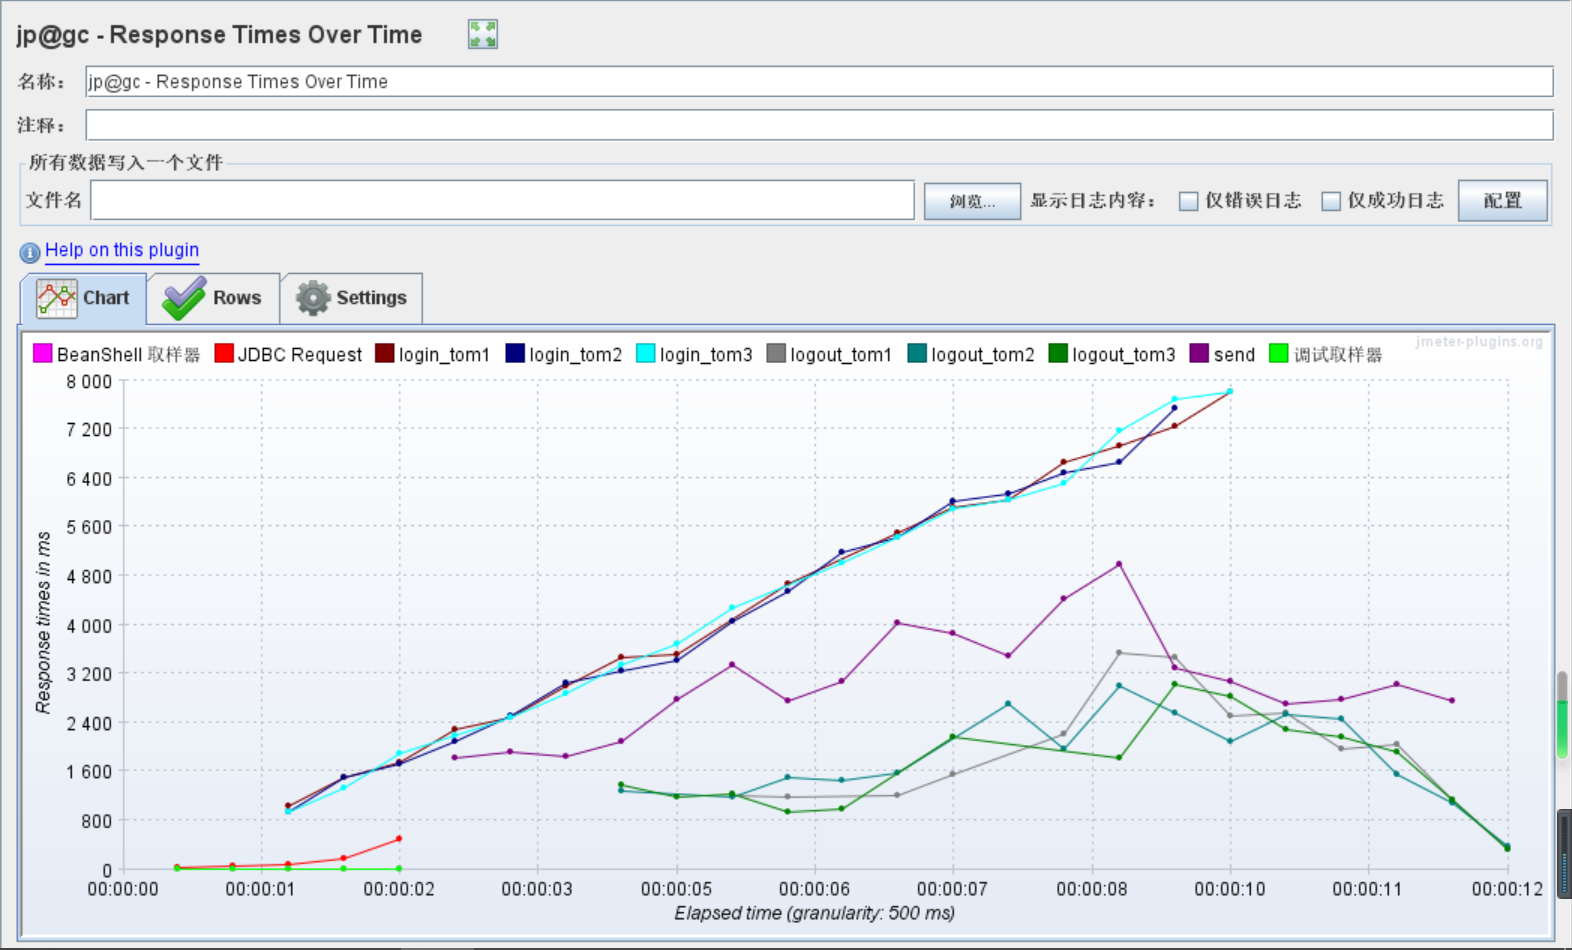 jp@gc - Response Times Over Time
名称： jp@gc - Response Times Over Time
注释：
所有数据写入一个文件
文件名 浏览... 显示日志内容： 仅错误日志 仅成功日志 配置
Help on this plugin
Chart Rows Settings
jmeter-plugins.org
BeanShell 取样器 JDBC Request login_tom1 login_tom2 login_tom3 logout_tom1 logout_tom2 logout_tom3 send 调试取样器
8 000
7 200
6 400
5 600
4 800
4 000
3 200
2 400
1 600
800
0
Response times in ms
00:00:00 00:00:01 00:00:02 00:00:03 00:00:05 00:00:06 00:00:07 00:00:08 00:00:10 00:00:11 00:00:12
Elapsed time (granularity: 500 ms)